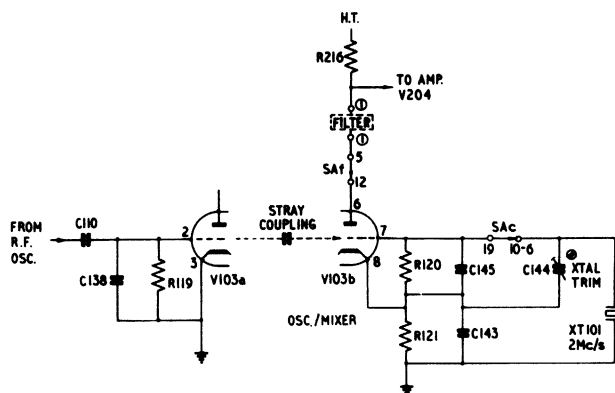 H.T.
R216
TO AMP.
V204
1
FILTER
1
5
SAf
12
6
FROM
R.F.
OSC.
C110
2
3
C138
R119
V103a
STRAY
COUPLING
7
8
V103b
OSC./MIXER
R120
R121
C145
C143
SAc
19
10-6
C144
XTAL
TRIM
XT101
2Mc/s